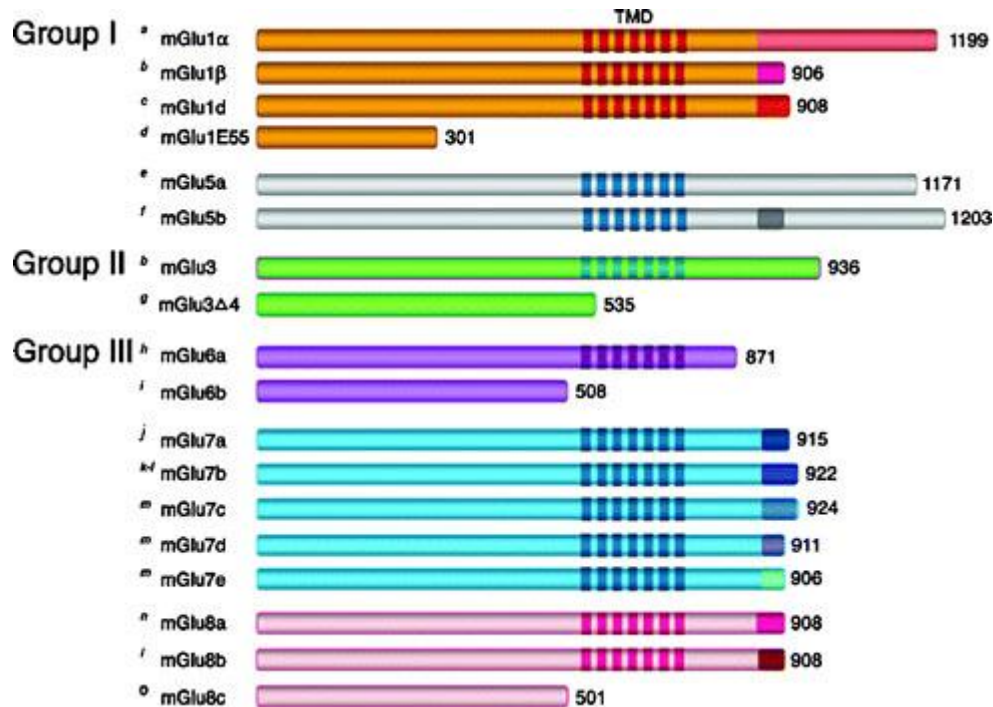 TMD
Group I a mGlu1α 1199
b mGlu1β 906
c mGlu1d 908
d mGlu1E55 301
e mGlu5a 1171
f mGlu5b 1203
Group II b mGlu3 936
g mGlu3Δ4 535
Group III h mGlu6a 871
i mGlu6b 508
j mGlu7a 915
k-l mGlu7b 922
m mGlu7c 924
m mGlu7d 911
m mGlu7e 906
n mGlu8a 908
i mGlu8b 908
o mGlu8c 501